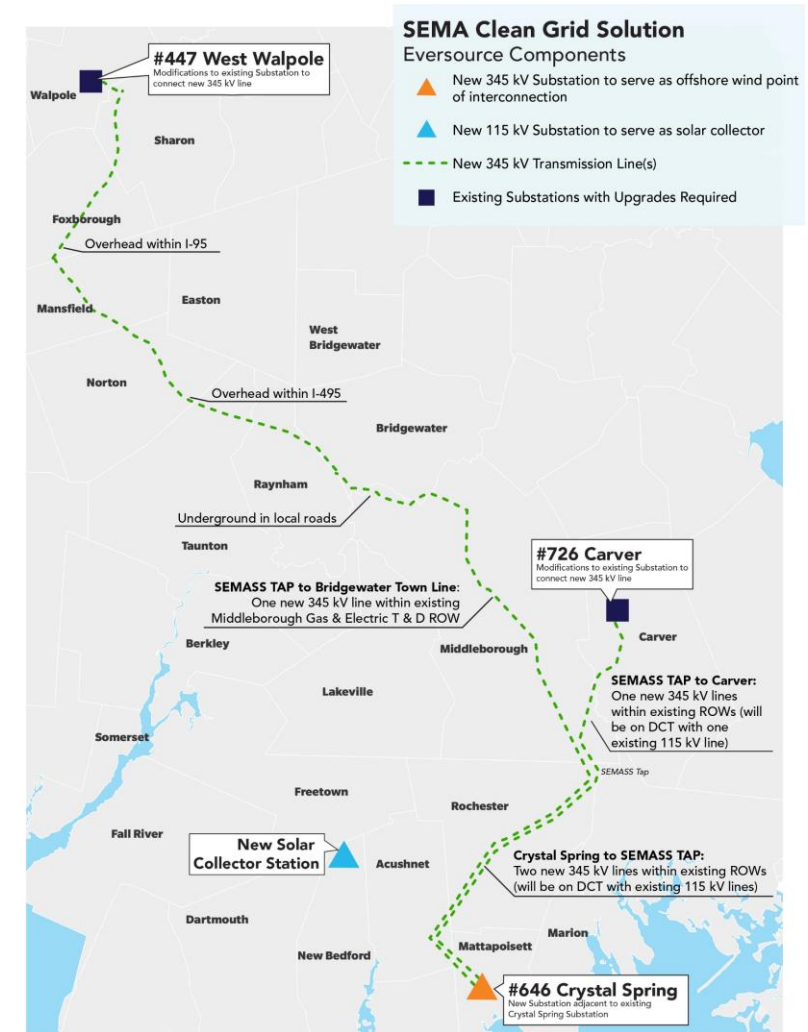 SEMA Clean Grid Solution
Eversource Components
New 345 kV Substation to serve as offshore wind point
of interconnection
New 115 kV Substation to serve as solar collector
New 345 kV Transmission Line(s)
Existing Substations with Upgrades Required
#447 West Walpole
Modifications to existing Substation to
connect new 345 kV line
Walpole
Sharon
Foxborough
Overhead within I-95
Mansfield
Easton
West
Bridgewater
Norton
Overhead within I-495
Bridgewater
Raynham
Underground in local roads
Taunton
#726 Carver
Modifications to existing Substation to
connect new 345 kV line
SEMASS TAP to Bridgewater Town Line:
One new 345 kV line within existing
Middleborough Gas & Electric T & D ROW
Berkley
Middleborough
Carver
SEMASS TAP to Carver:
One new 345 kV lines
within existing ROWs (will
be on DCT with one
existing 115 kV line)
Lakeville
Somerset
SEMASS Tap
Freetown
Rochester
Fall River
New Solar
Collector Station
Acushnet
Crystal Spring to SEMASS TAP:
Two new 345 kV lines within existing ROWs
(will be on DCT with existing 115 kV lines)
Dartmouth
Marion
Mattapoisett
New Bedford
#646 Crystal Spring
New Substation adjacent to existing
Crystal Spring Substation